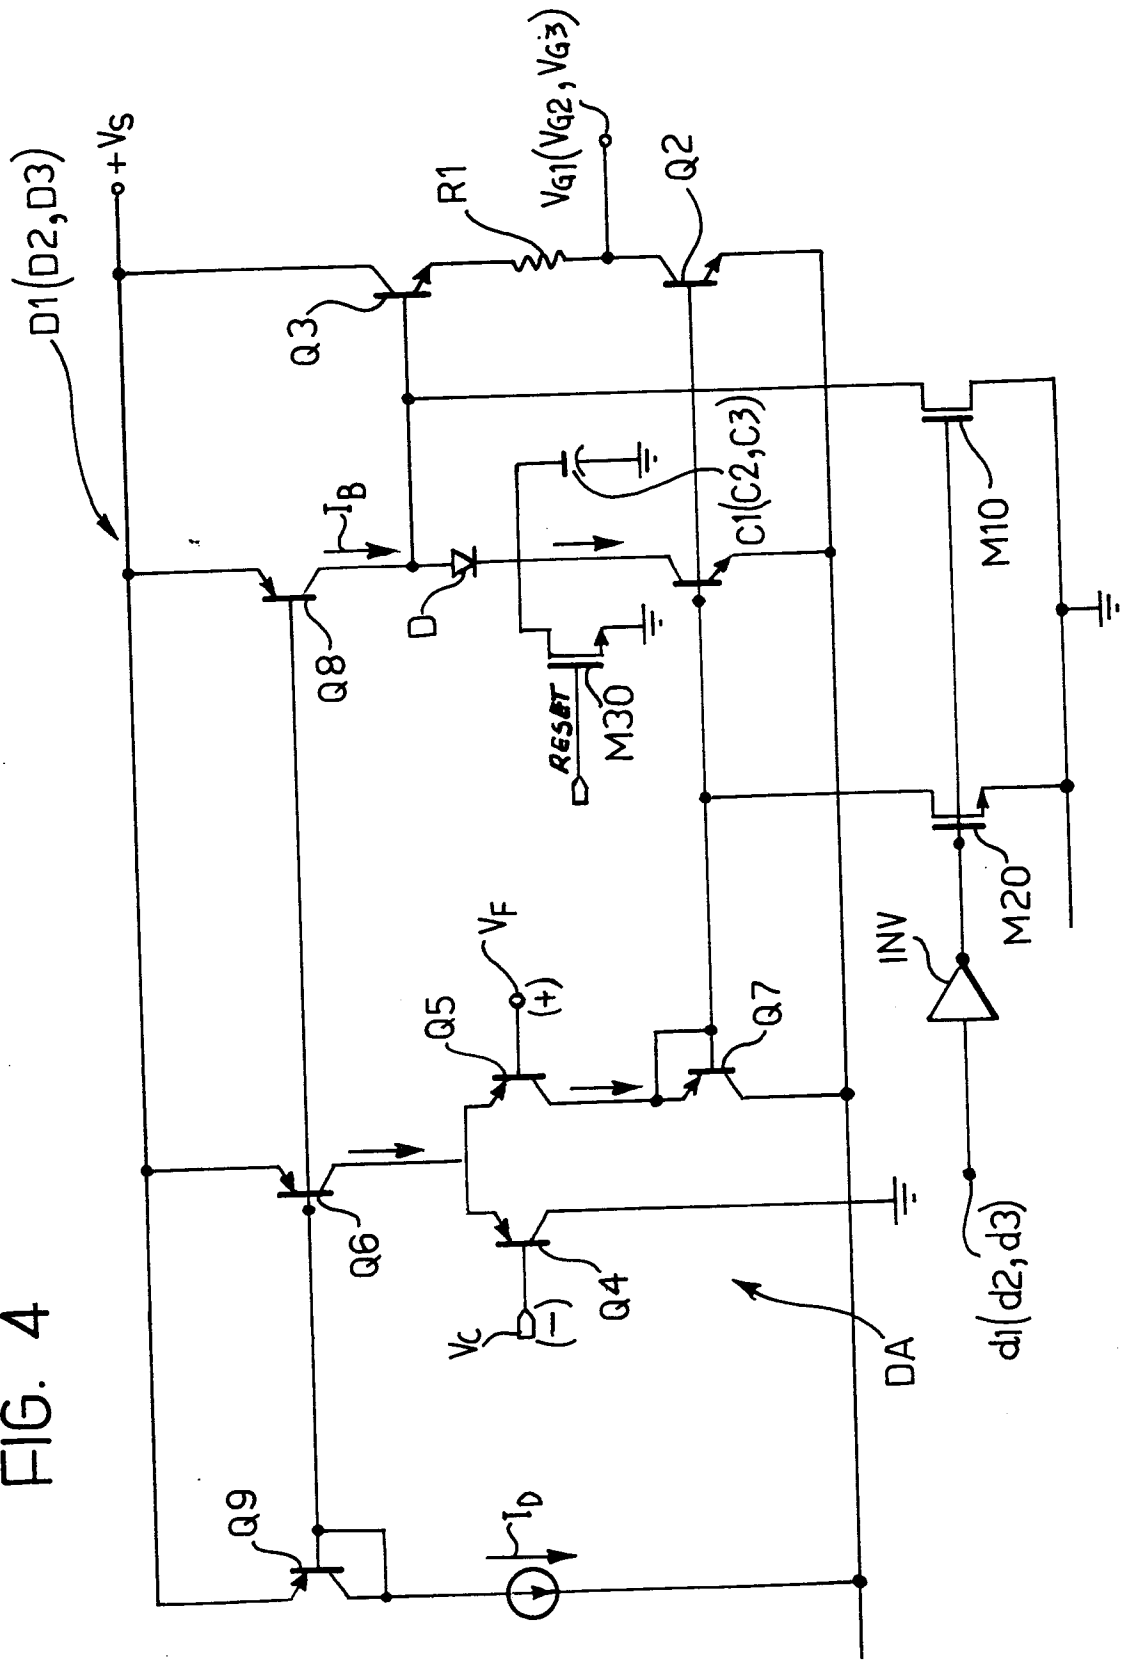 FIG. 4
D1(D2,D3)
+VS
Q9
ID
Q6
Q8
IB
Q3
R1
VG1(VG2,VG3)
Q2
VC
(-)
Q4
Q5
VF
(+)
D
RESET
M30
C1(C2,C3)
Q7
DA
INV
M20
M10
d1(d2,d3)